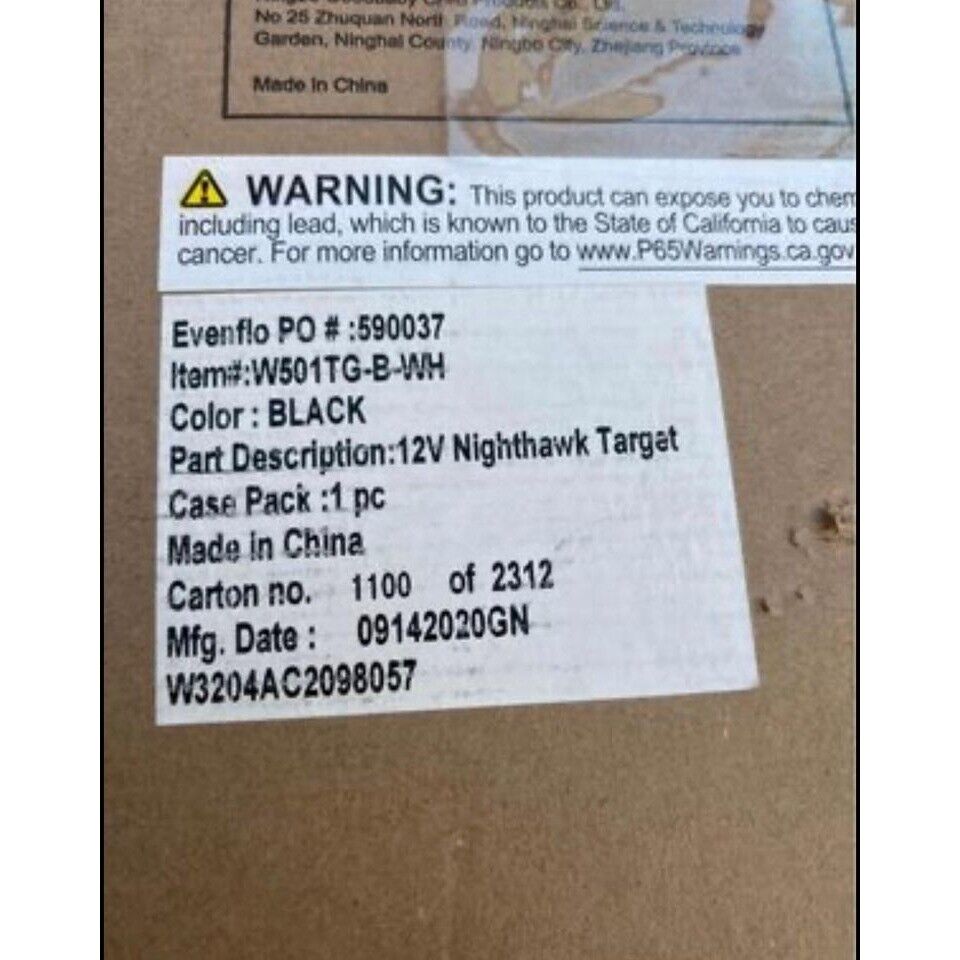 No 25 Zhuquan North Road, Ninghai Science & Technology
Garden, Ninghai County, Ningbo City, Zhejiang Province
Made in China
WARNING: This product can expose you to chem
including lead, which is known to the State of California to caus
cancer. For more information go to www.P65Warnings.ca.gov
Evenflo PO # :590037
Item#:W501TG-B-WH
Color : BLACK
Part Description:12V Nighthawk Target
Case Pack :1 pc
Made in China
Carton no. 1100 of 2312
Mfg. Date : 09142020GN
W3204AC2098057